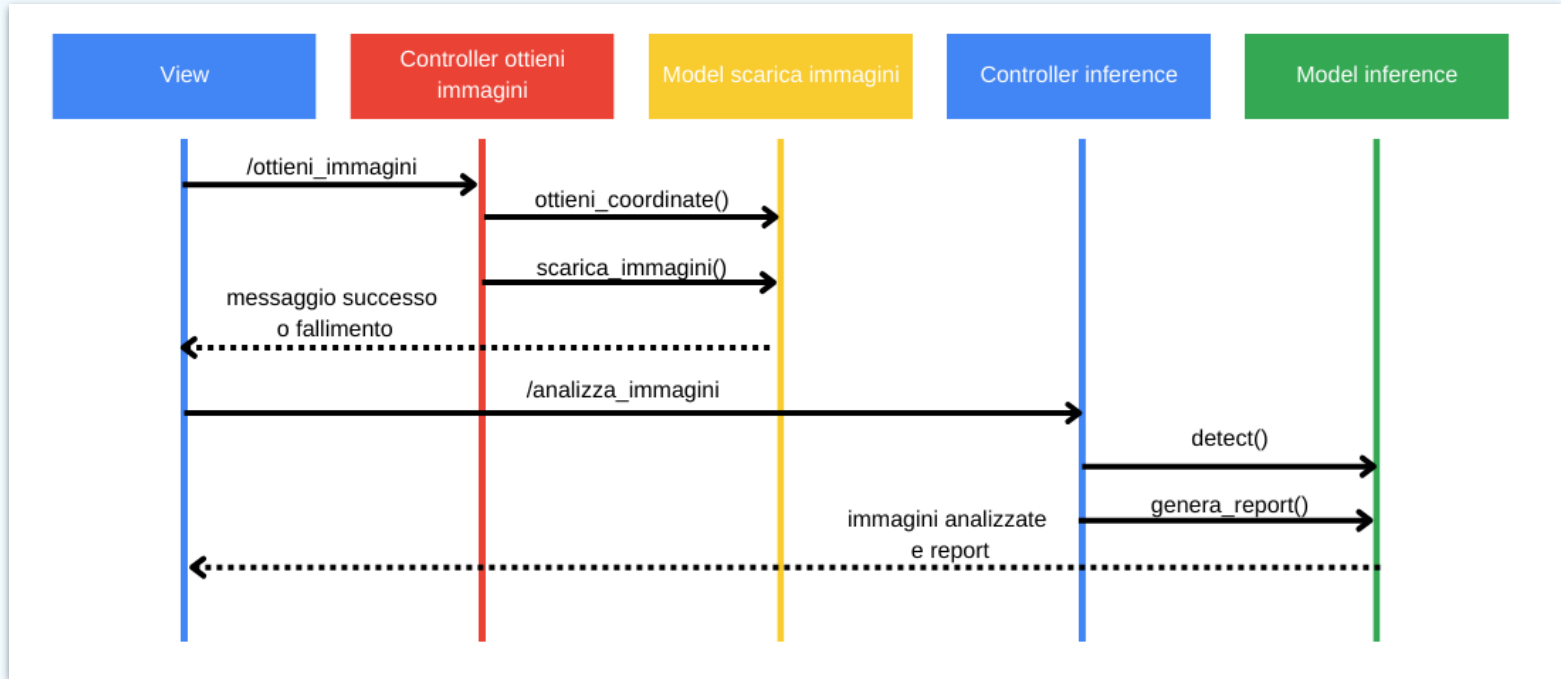 View
Controller ottieni
immagini
Model scarica immagini
Controller inference
Model inference
/ottieni_immagini
ottieni_coordinate()
scarica_immagini()
messaggio successo
o fallimento
/analizza_immagini
detect()
genera_report()
immagini analizzate
e report